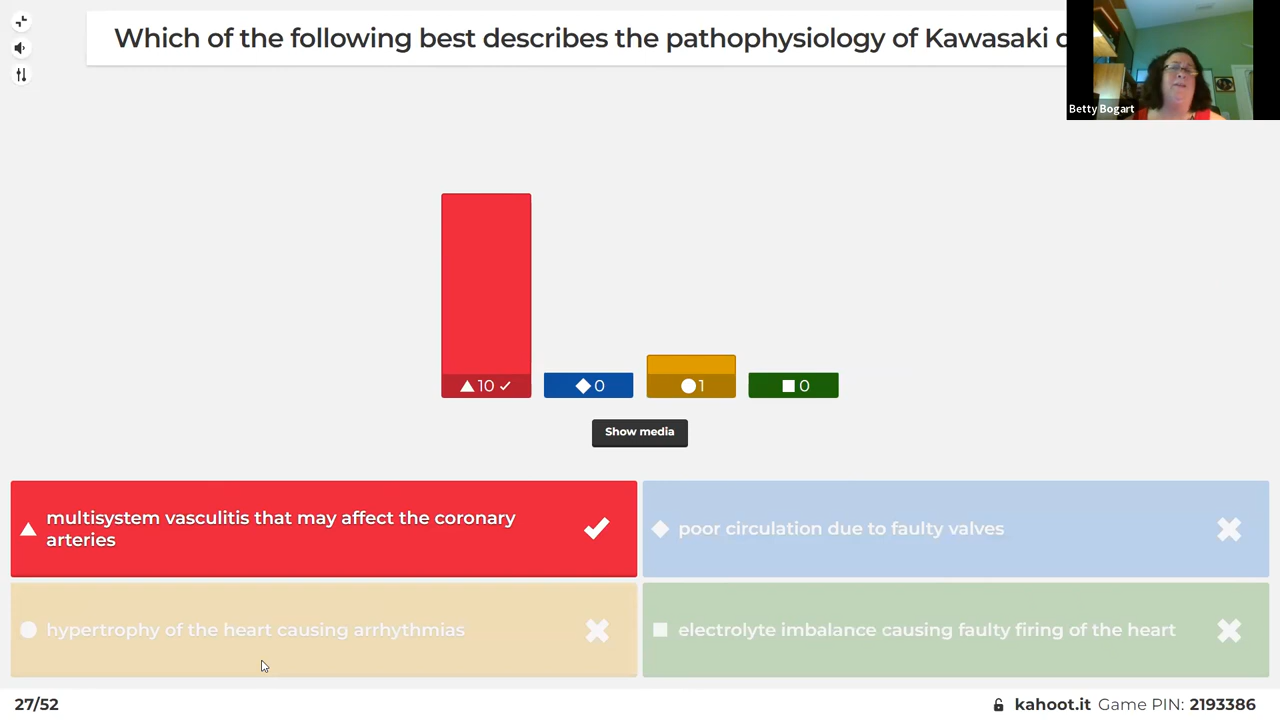 Which of the following best describes the pathophysiology of Kawasaki
Betty Bogart
10
0
1
0
Show media
multisystem vasculitis that may affect the coronary
arteries
poor circulation due to faulty valves
hypertrophy of the heart causing arrhythmias
electrolyte imbalance causing faulty firing of the heart
27/52
kahoot.it Game PIN: 2193386